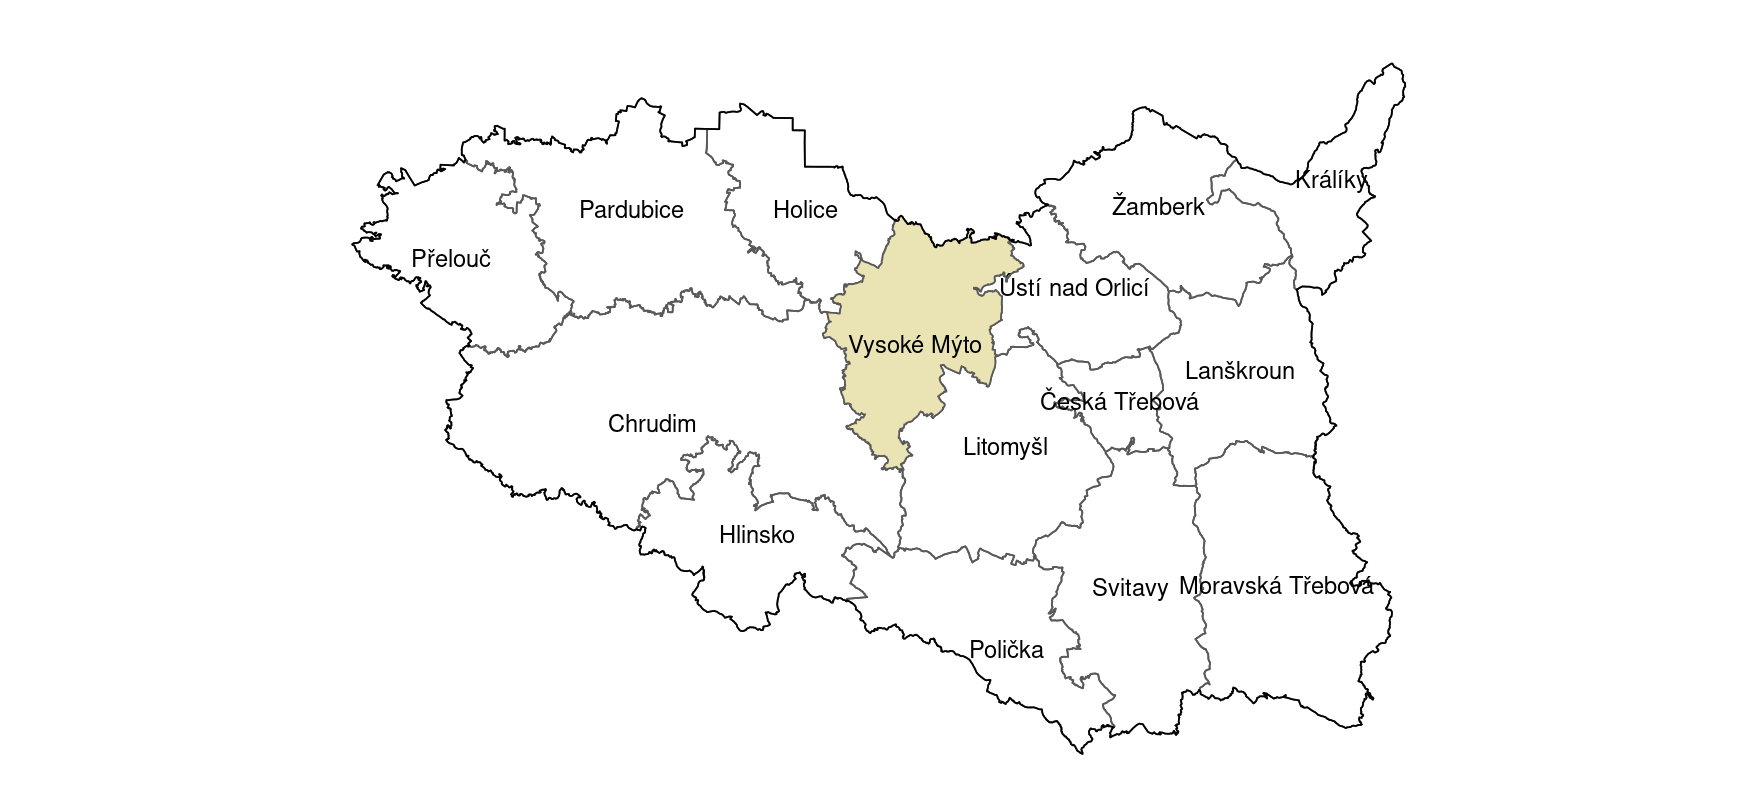 Králíky
Žamberk
Pardubice
Holice
Přelouč
Ústí nad Orlicí
Vysoké Mýto
Lanškroun
Česká Třebová
Chrudim
Litomyšl
Hlinsko
Svitavy
Moravská Třebová
Polička